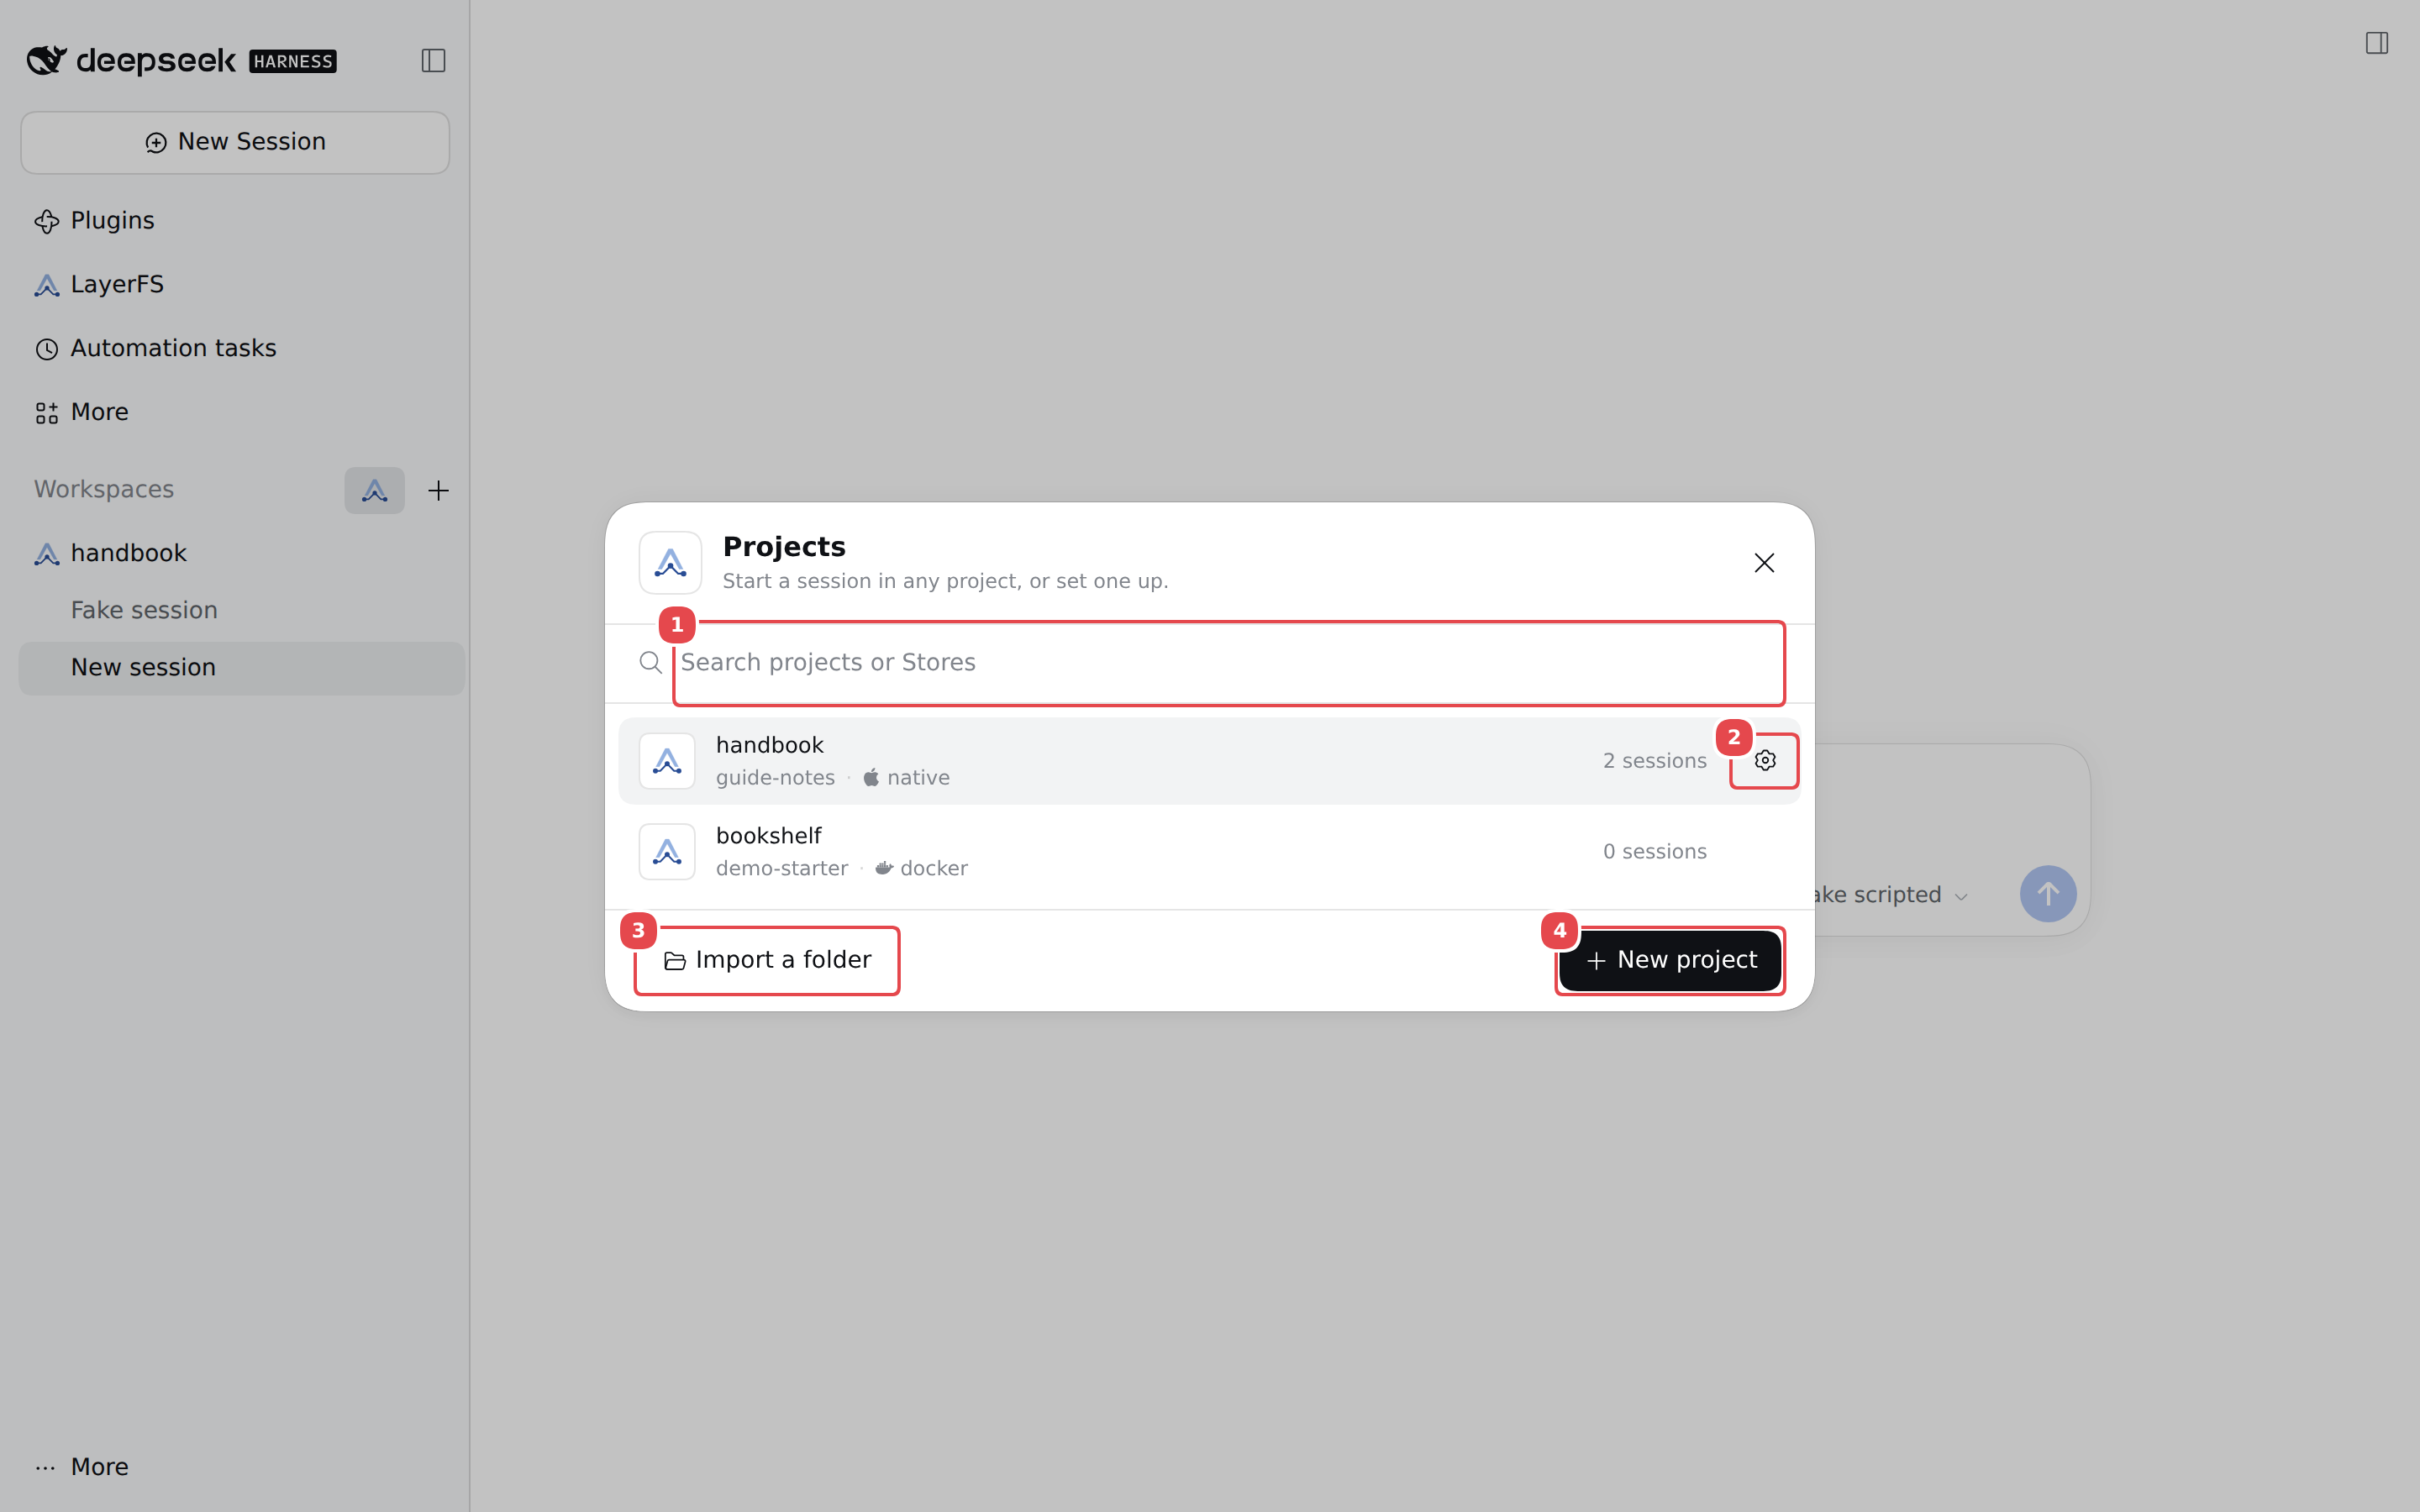 deepseek HARNESS
New Session
Plugins
LayerFS
Automation tasks
More
Workspaces
handbook
Fake session
New session
More
Projects
Start a session in any project, or set one up.
1
Search projects or Stores
handbook
guide-notes · native
2 sessions
2
bookshelf
demo-starter · docker
0 sessions
3
Import a folder
4
New project
scripted